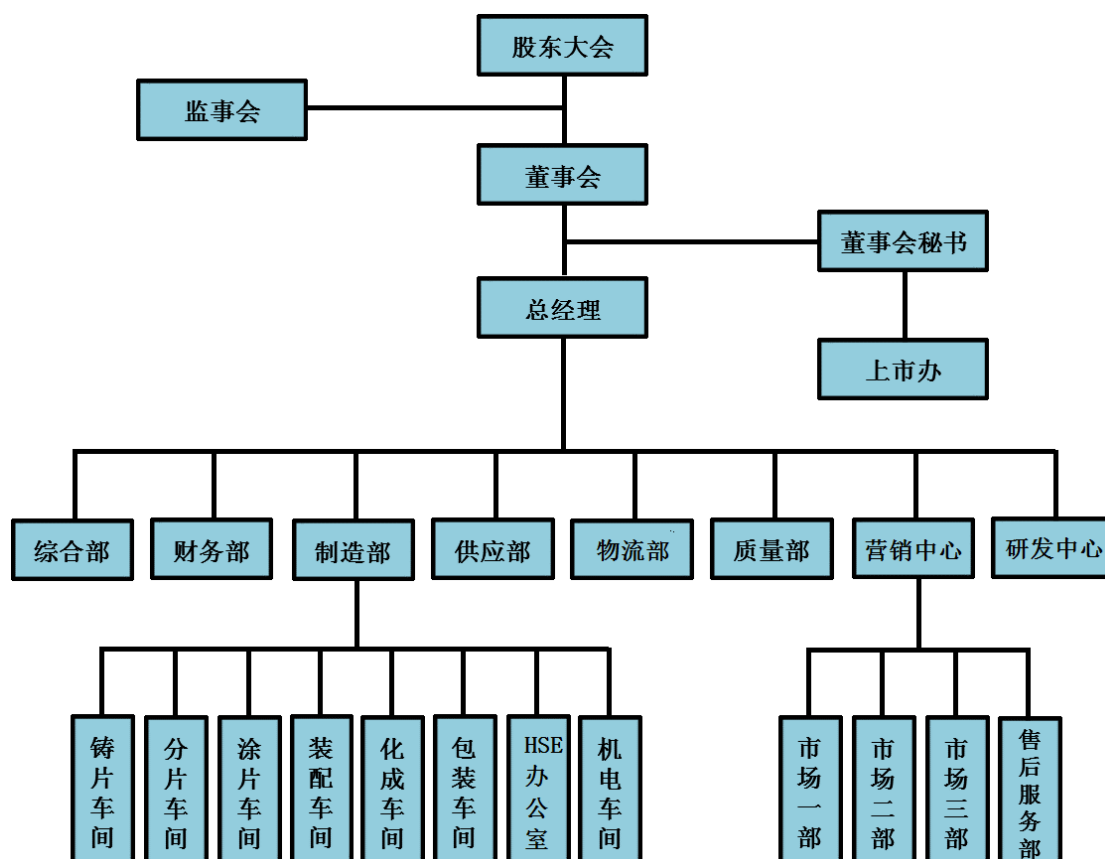 股东大会
监事会
董事会
董事会秘书
总经理
上市办
综合部
财务部
制造部
供应部
物流部
质量部
营销中心
研发中心
铸片车间
分片车间
涂片车间
装配车间
化成车间
包装车间
HSE办公室
机电车间
市场一部
市场二部
市场三部
售后服务部